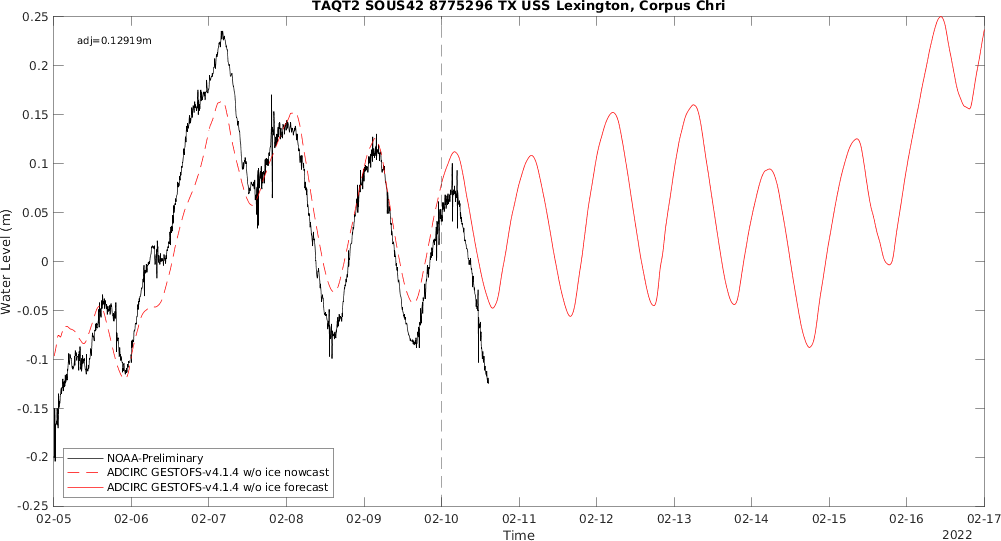 TAQT2 SOUS42 8775296 TX USS Lexington, Corpus Chri
adj=0.12919m
0.25
0.2
0.15
0.1
0.05
0
-0.05
-0.1
-0.15
-0.2
-0.25
Water Level (m)
NOAA-Preliminary
ADCIRC GESTOFS-v4.1.4 w/o ice nowcast
ADCIRC GESTOFS-v4.1.4 w/o ice forecast
02-05 02-06 02-07 02-08 02-09 02-10 02-11 02-12 02-13 02-14 02-15 02-16 02-17
Time
2022